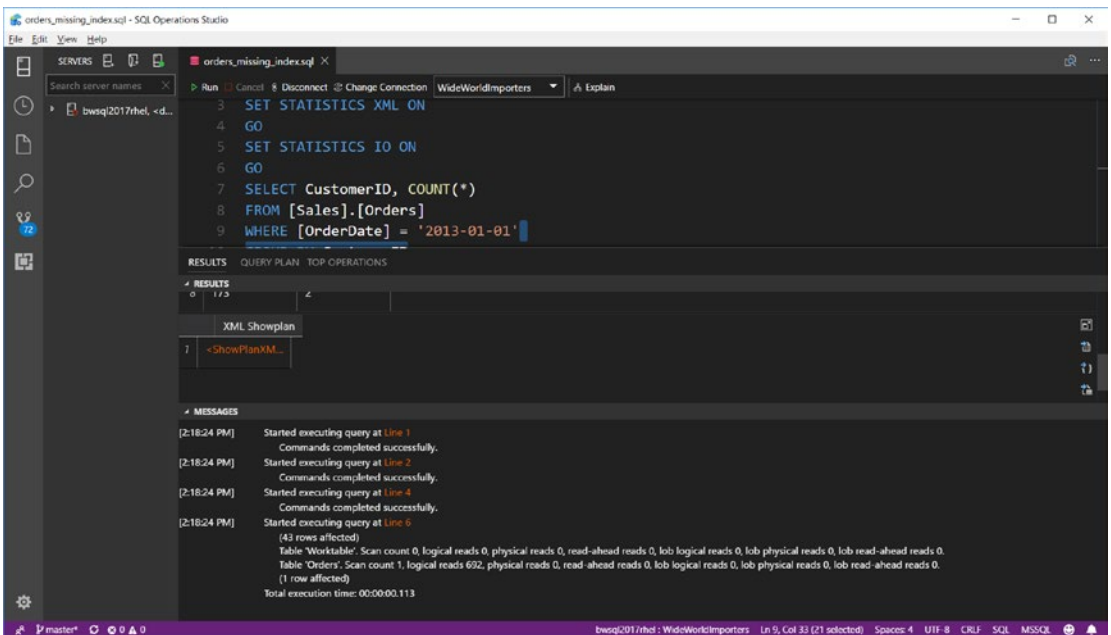 orders_missing_index.sql - SQL Operations Studio
File Edit View Help
SERVERS
orders_missing_index.sql
Search server names
Run Cancel Disconnect Change Connection WideWorldImporters Explain
bwsql2017rhel, <d...
3 SET STATISTICS XML ON
4 GO
5 SET STATISTICS IO ON
6 GO
7 SELECT CustomerID, COUNT(*)
8 FROM [Sales].[Orders]
9 WHERE [OrderDate] = '2013-01-01'
72
RESULTS QUERY PLAN TOP OPERATIONS
RESULTS
8 173 2
XML Showplan
1 <ShowPlanXM...
MESSAGES
[2:18:24 PM] Started executing query at Line 1
Commands completed successfully.
[2:18:24 PM] Started executing query at Line 2
Commands completed successfully.
[2:18:24 PM] Started executing query at Line 4
Commands completed successfully.
[2:18:24 PM] Started executing query at Line 6
(43 rows affected)
Table 'Worktable'. Scan count 0, logical reads 0, physical reads 0, read-ahead reads 0, lob logical reads 0, lob physical reads 0, lob read-ahead reads 0.
Table 'Orders'. Scan count 1, logical reads 692, physical reads 0, read-ahead reads 0, lob logical reads 0, lob physical reads 0, lob read-ahead reads 0.
(1 row affected)
Total execution time: 00:00:00.113
master* 0 0 bwsql2017rhel : WideWorldImporters Ln 9, Col 33 (21 selected) Spaces: 4 UTF-8 CRLF SQL MSSQL